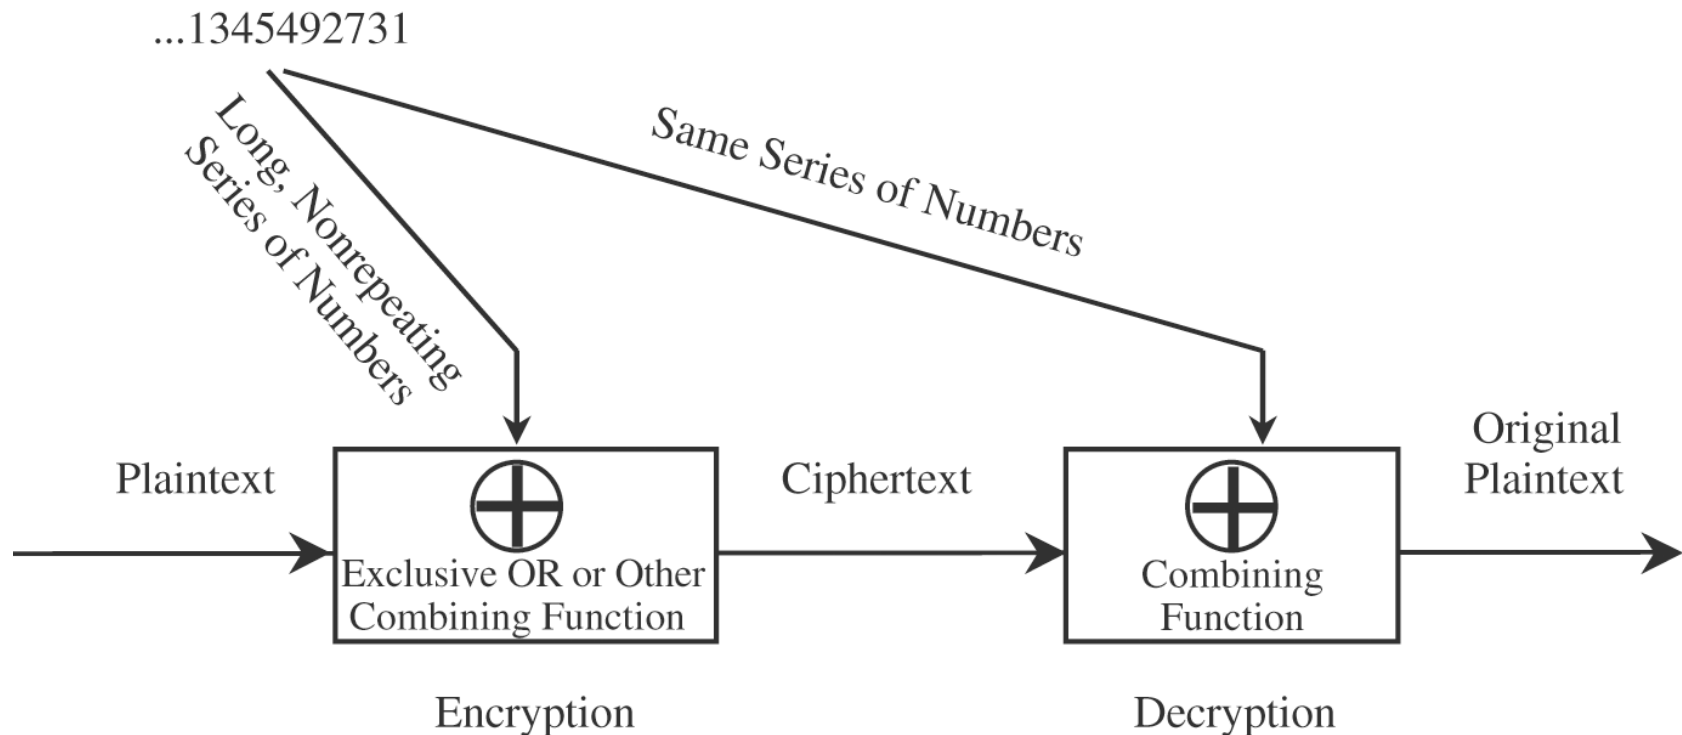 ...1345492731
Long, Nonrepeating
Series of Numbers
Same Series of Numbers
Plaintext
Exclusive OR or Other
Combining Function
Ciphertext
Combining
Function
Original
Plaintext
Encryption
Decryption